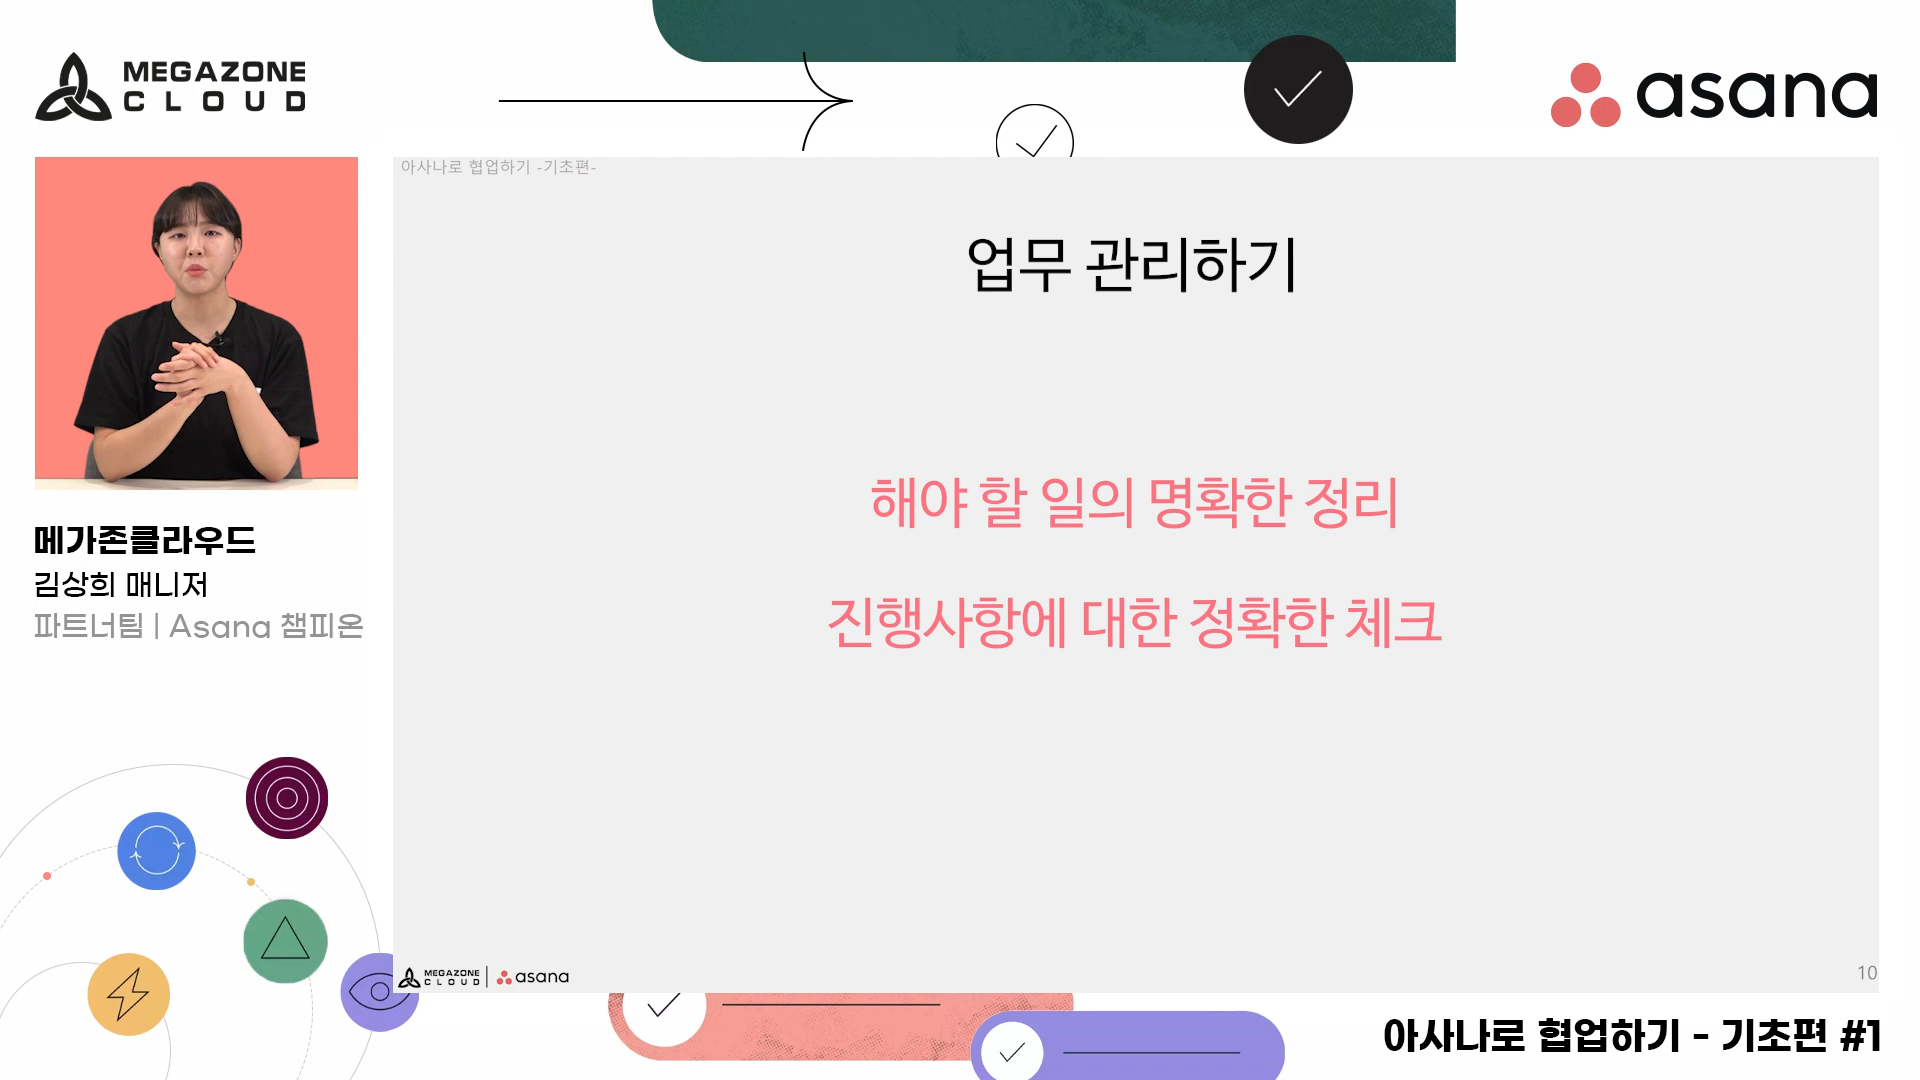 MEGAZONE
CLOUD
asana
아사나로 협업하기 -기초편-
업무 관리하기
해야 할 일의 명확한 정리
진행사항에 대한 정확한 체크
메가존클라우드
김상희 매니저
파트너팀 | Asana 챔피온
MEGAZONE
CLOUD
asana
10
아사나로 협업하기 - 기초편 #1